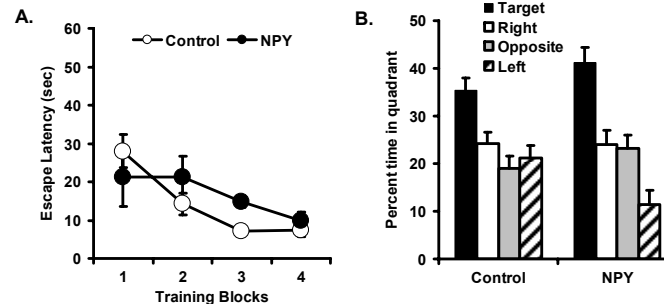 A.
Control NPY
60
50
40
30
20
10
0
Escape Latency (sec)
1 2 3 4
Training Blocks
B.
Target
Right
Opposite
Left
50
40
30
20
10
0
Percent time in quadrant
Control NPY